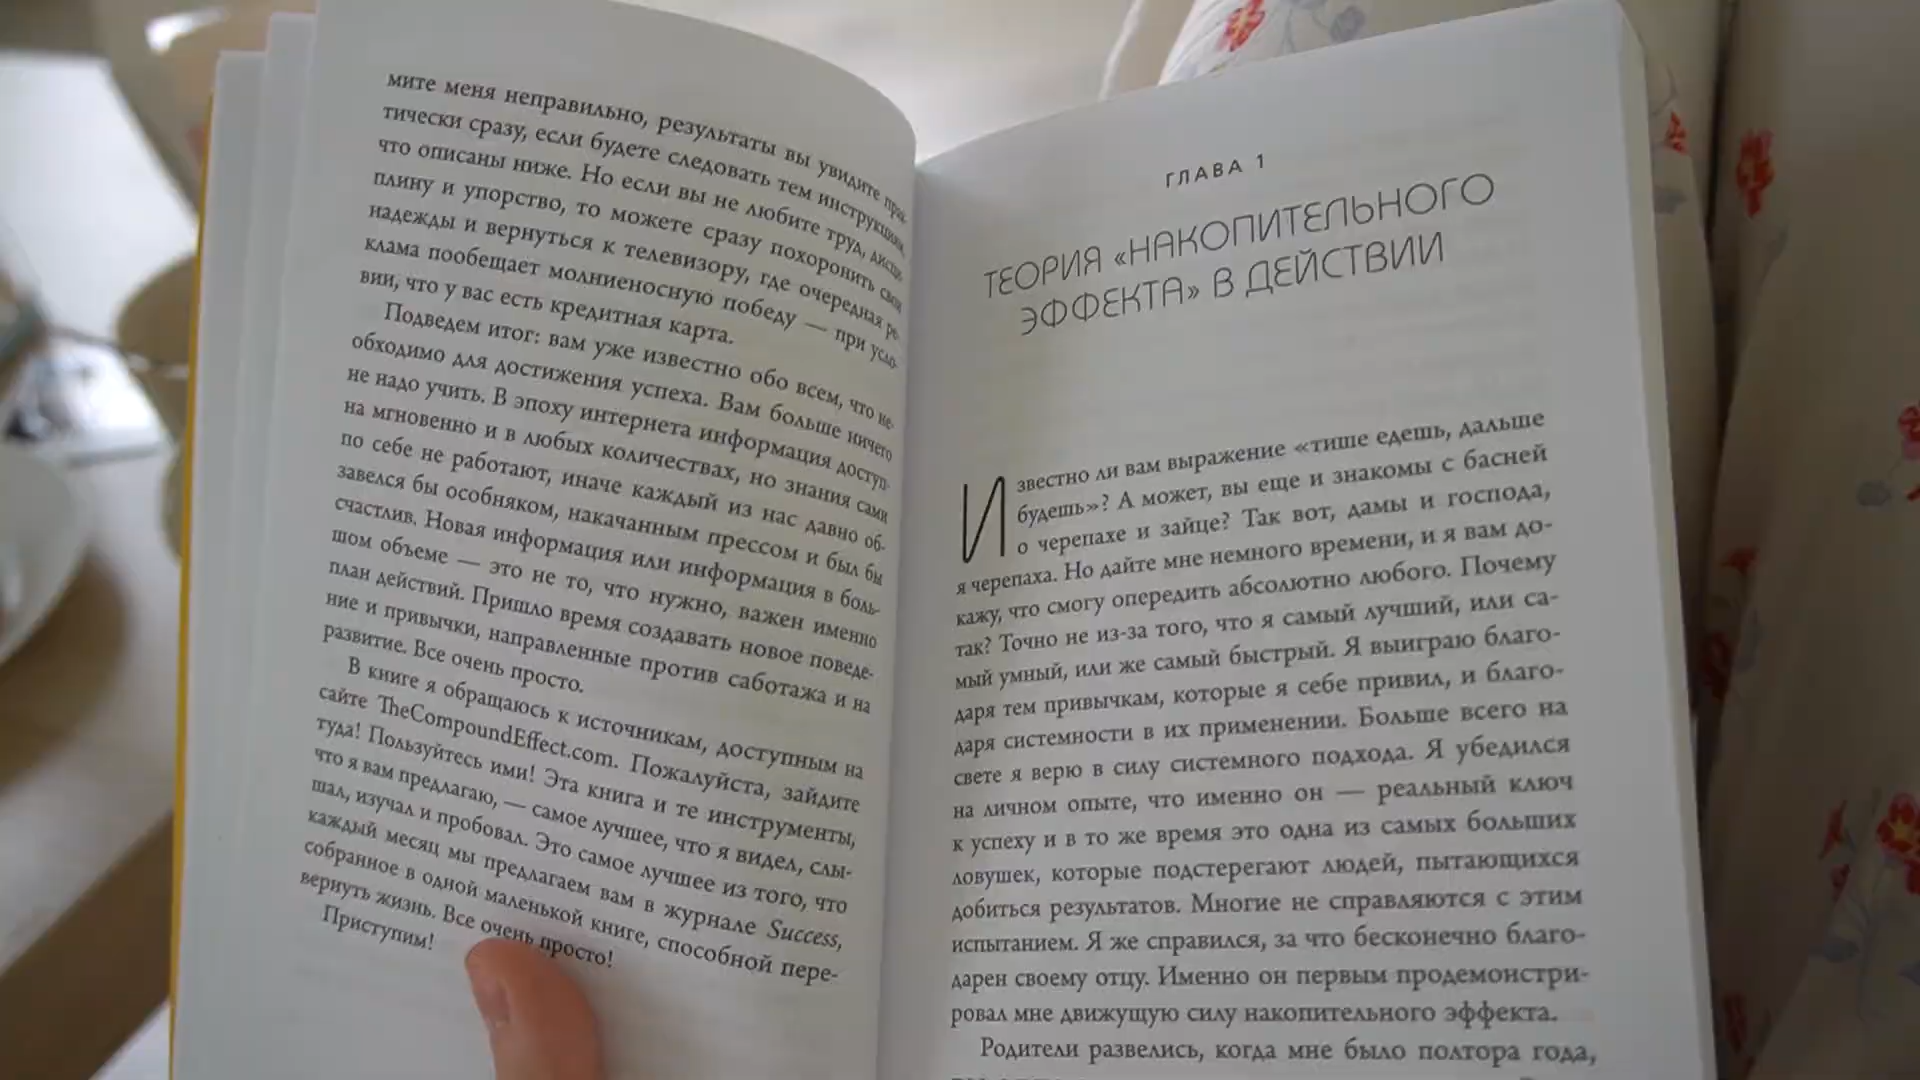 мите меня неправильно, результаты вы увидите прак-
тически сразу, если будете следовать тем инструкциям,
что описаны ниже. Но если вы не любите труд, дисци-
плину и упорство, то можете сразу похоронить свои
надежды и вернуться к телевизору, где очередная ре-
клама пообещает молниеносную победу — при усло-
вии, что у вас есть кредитная карта.
Подведем итог: вам уже известно обо всем, что не-
обходимо для достижения успеха. Вам больше ничего
не надо учить. В эпоху интернета информация доступ-
на мгновенно и в любых количествах, но знания сами
по себе не работают, иначе каждый из нас давно об-
завелся бы особняком, накачанным прессом и был бы
счастлив. Новая информация или информация в боль-
шом объеме — это не то, что нужно, важен именно
план действий. Пришло время создавать новое поведе-
ние и привычки, направленные против саботажа и на
развитие. Все очень просто.
В книге я обращаюсь к источникам, доступным на
сайте TheCompoundEffect.com. Пожалуйста, зайдите
туда! Пользуйтесь ими! Эта книга и те инструменты,
что я вам предлагаю, — самое лучшее, что я видел, слы-
шал, изучал и пробовал. Это самое лучшее из того, что
каждый месяц мы предлагаем вам в журнале Success,
собранное в одной маленькой книге, способной пере-
вернуть жизнь. Все очень просто!
Приступим!
ГЛАВА 1
ТЕОРИЯ «НАКОПИТЕЛЬНОГО
ЭФФЕКТА» В ДЕЙСТВИИ
Известно ли вам выражение «тише едешь, дальше
будешь»? А может, вы еще и знакомы с басней
о черепахе и зайце? Так вот, дамы и господа,
я черепаха. Но дайте мне немного времени, и я вам до-
кажу, что смогу опередить абсолютно любого. Почему
так? Точно не из-за того, что я самый лучший, или са-
мый умный, или же самый быстрый. Я выиграю благо-
даря тем привычкам, которые я себе привил, и благо-
даря системности в их применении. Больше всего на
свете я верю в силу системного подхода. Я убедился
на личном опыте, что именно он — реальный ключ
к успеху и в то же время это одна из самых больших
ловушек, которые подстерегают людей, пытающихся
добиться результатов. Многие не справляются с этим
испытанием. Я же справился, за что бесконечно благо-
дарен своему отцу. Именно он первым продемонстри-
ровал мне движущую силу накопительного эффекта.
Родители развелись, когда мне было полтора года,